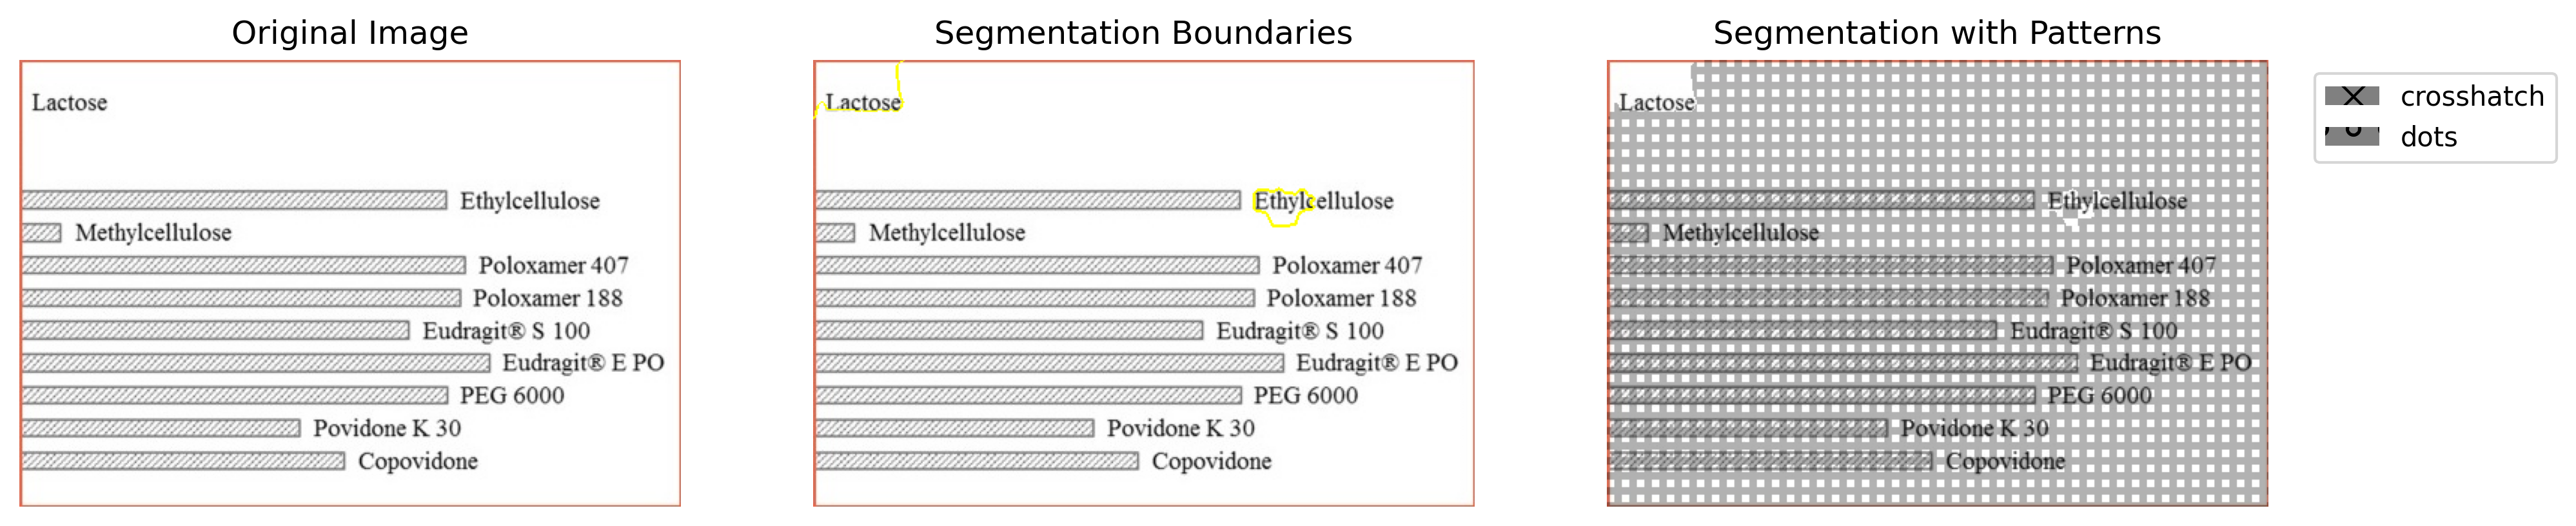 Original Image
Lactose
Ethylcellulose
Methylcellulose
Poloxamer 407
Poloxamer 188
Eudragit® S 100
Eudragit® E PO
PEG 6000
Povidone K 30
Copovidone
Segmentation Boundaries
Lactose
Ethylcellulose
Methylcellulose
Poloxamer 407
Poloxamer 188
Eudragit® S 100
Eudragit® E PO
PEG 6000
Povidone K 30
Copovidone
Segmentation with Patterns
Lactose
Ethylcellulose
Methylcellulose
Poloxamer 407
Poloxamer 188
Eudragit® S 100
Eudragit® E PO
PEG 6000
Povidone K 30
Copovidone
crosshatch
dots